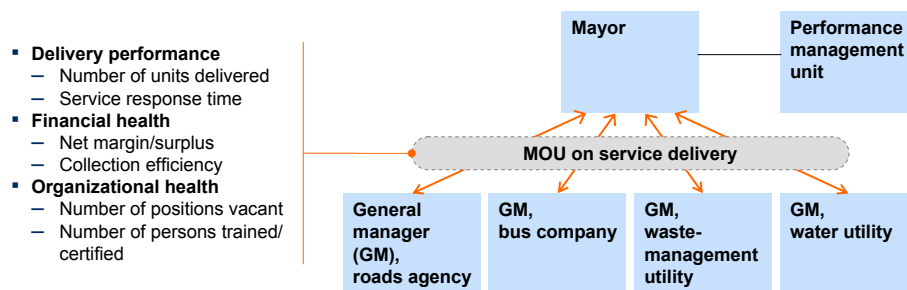 ▪ Delivery performance
– Number of units delivered
– Service response time
▪ Financial health
– Net margin/surplus
– Collection efficiency
▪ Organizational health
– Number of positions vacant
– Number of persons trained/
certified
Mayor
Performance
management
unit
MOU on service delivery
General
manager
(GM),
roads agency
GM,
bus company
GM,
waste-
management
utility
GM,
water utility